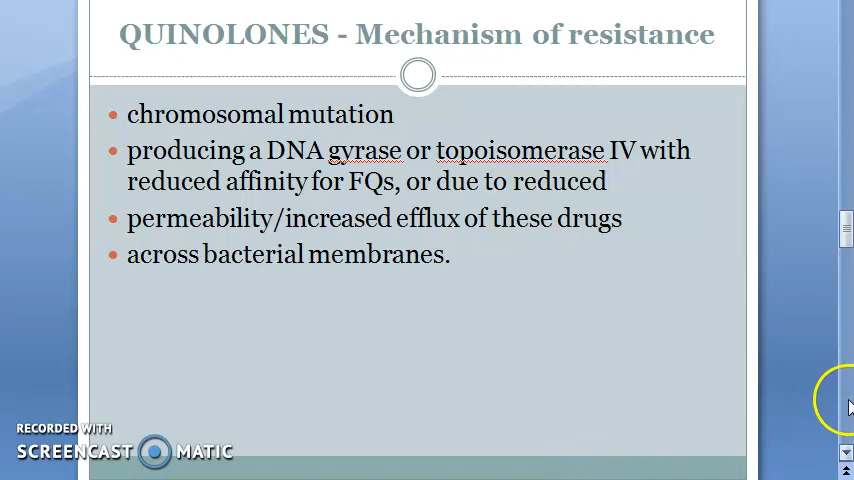 QUINOLONES - Mechanism of resistance
chromosomal mutation
producing a DNA gyrase or topoisomerase IV with
reduced affinity for FQs, or due to reduced
permeability/increased efflux of these drugs
across bacterial membranes.
RECORDED WITH
SCREENCAST MATIC